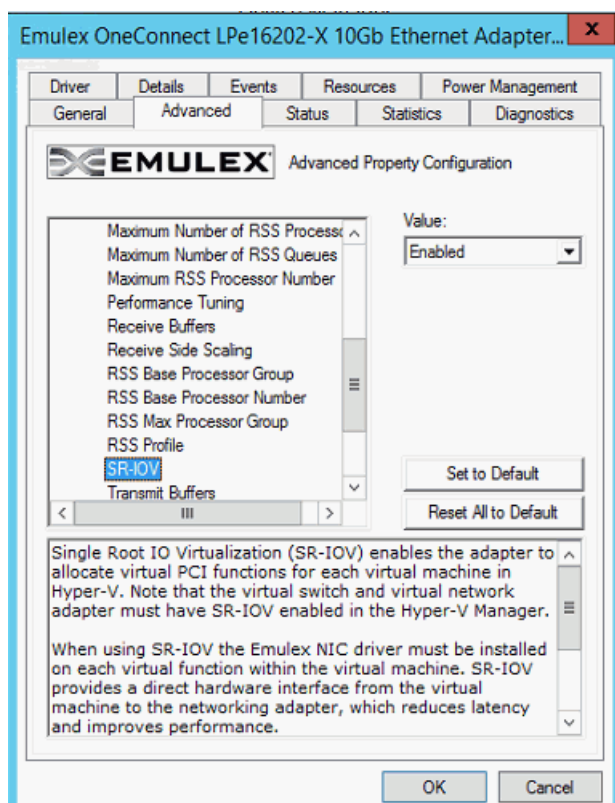 Emulex OneConnect LPe16202-X 10Gb Ethernet Adapter... x
Driver Details Events Resources Power Management
General Advanced Status Statistics Diagnostics
EMULEX Advanced Property Configuration
Value:
Maximum Number of RSS Processo
Enabled
Maximum Number of RSS Queues
Maximum RSS Processor Number
Performance Tuning
Receive Buffers
Receive Side Scaling
RSS Base Processor Group
RSS Base Processor Number
RSS Max Processor Group
RSS Profile
SR-IOV
Set to Default
Transmit Buffers
Reset All to Default
Single Root IO Virtualization (SR-IOV) enables the adapter to
allocate virtual PCI functions for each virtual machine in
Hyper-V. Note that the virtual switch and virtual network
adapter must have SR-IOV enabled in the Hyper-V Manager.
When using SR-IOV the Emulex NIC driver must be installed
on each virtual function within the virtual machine. SR-IOV
provides a direct hardware interface from the virtual
machine to the networking adapter, which reduces latency
and improves performance.
OK Cancel